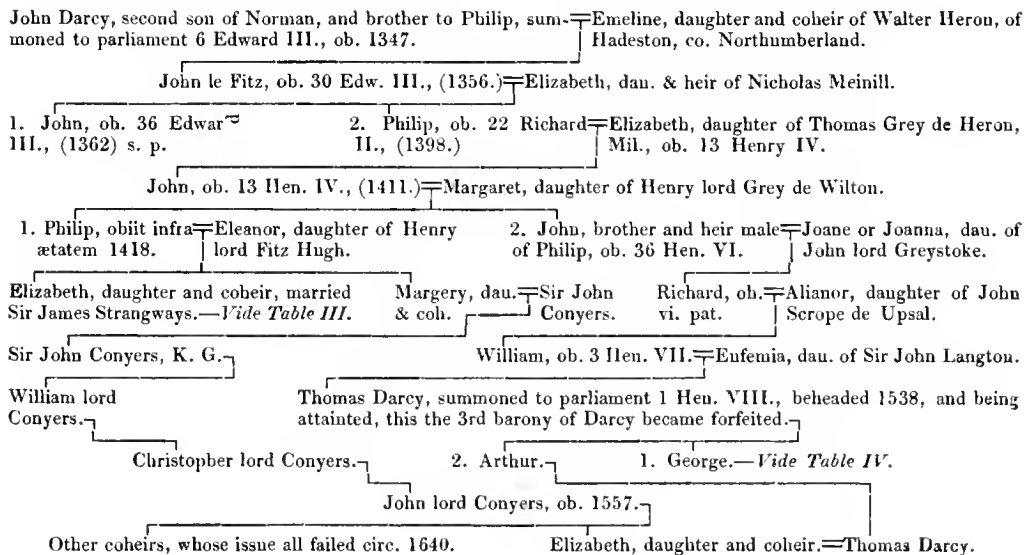 John Darcy, second son of Norman, and brother to Philip, sum-=Emeline, daughter and coheir of Walter Heron, of
moned to parliament 6 Edward III., ob. 1347. Hadeston, co. Northumberland.
John le Fitz, ob. 30 Edw. III., (1356.)=Elizabeth, dau. & heir of Nicholas Meinill.
1. John, ob. 36 Edwar 2. Philip, ob. 22 Richard=Elizabeth, daughter of Thomas Grey de Heron,
III., (1362) s. p. II., (1398.) Mil., ob. 13 Henry IV.
John, ob. 13 Hen. IV., (1411.)=Margaret, daughter of Henry lord Grey de Wilton.
1. Philip, obiit infra=Eleanor, daughter of Henry 2. John, brother and heir male=Joane or Joanna, dau. of
ætatem 1418. lord Fitz Hugh. of Philip, ob. 36 Hen. VI. John lord Greystoke.
Elizabeth, daughter and coheir, married Margery, dau.=Sir John Richard, ob.=Alianor, daughter of John
Sir James Strangways.—Vide Table III. & coh. Conyers. vi. pat. Scrope de Upsal.
Sir John Conyers, K. G. William, ob. 3 Hen. VII.=Eufemia, dau. of Sir John Langton.
William lord Thomas Darcy, summoned to parliament 1 Hen. VIII., beheaded 1538, and being
Conyers. attainted, this the 3rd barony of Darcy became forfeited.
Christopher lord Conyers. 2. Arthur. 1. George.—Vide Table IV.
John lord Conyers, ob. 1557.
Other coheirs, whose issue all failed circ. 1640. Elizabeth, daughter and coheir.=Thomas Darcy.